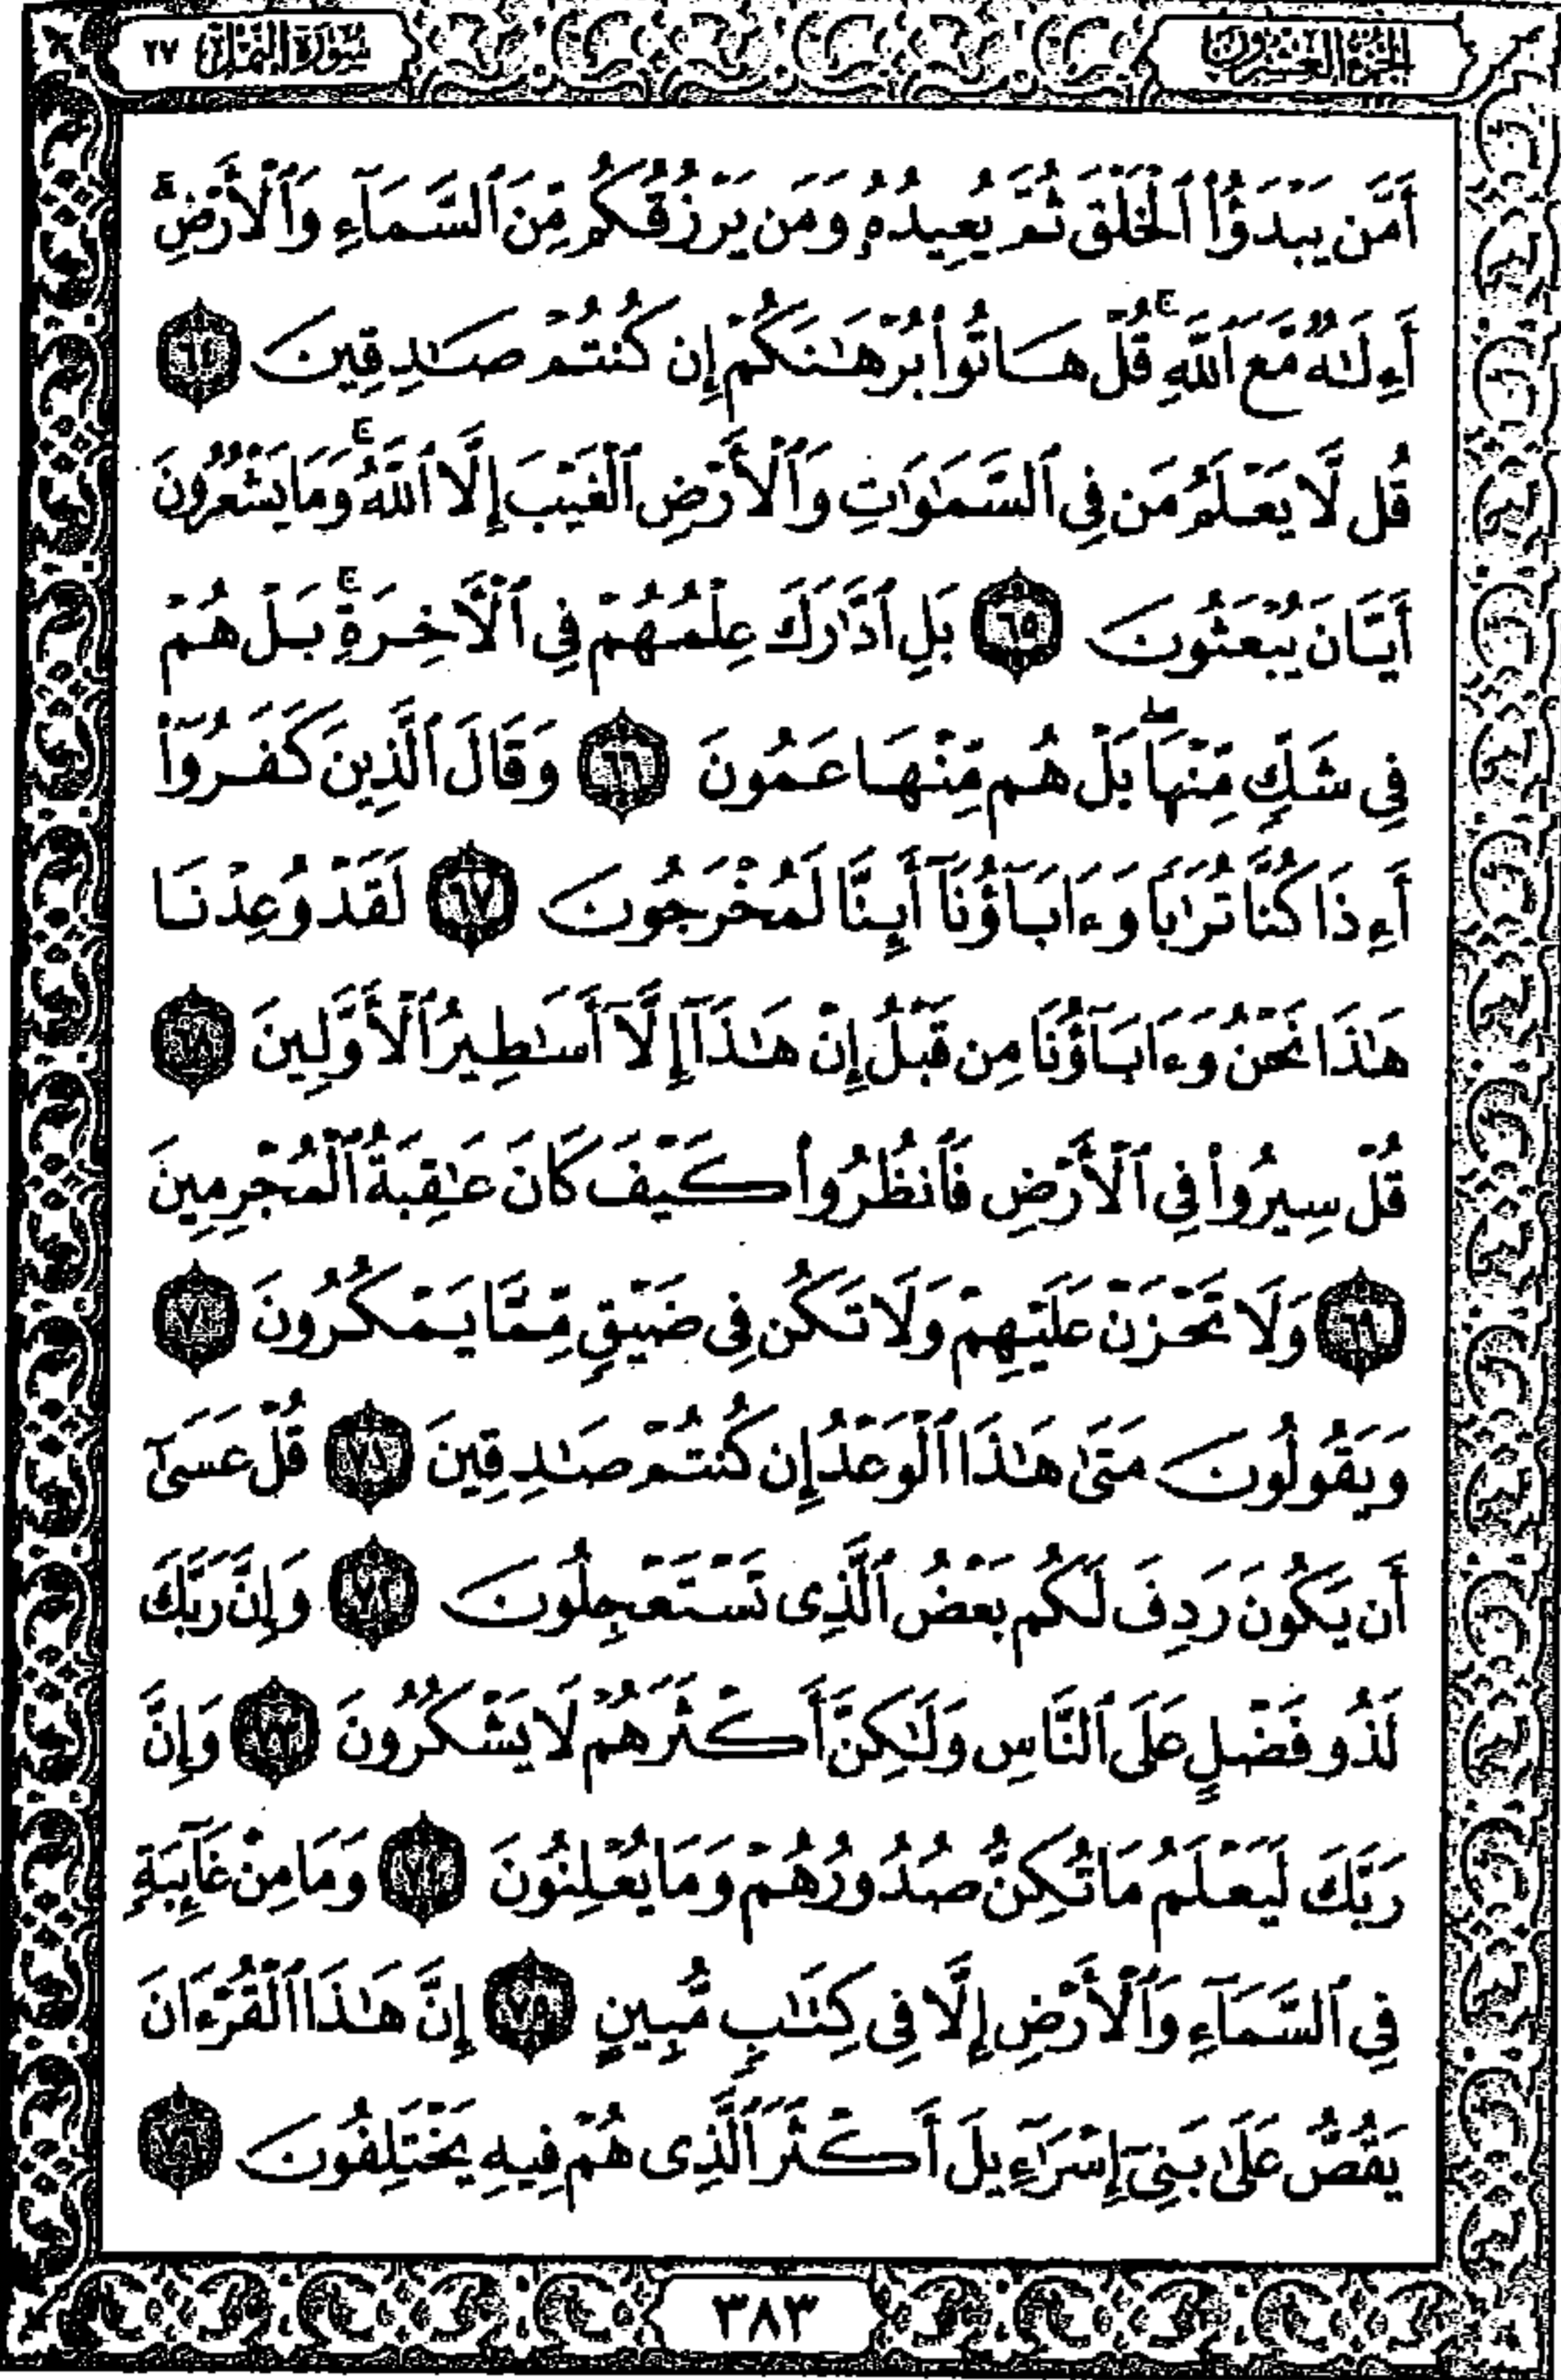 الجزء العشرون
سورة النمل ٢٧
أَمَّن يَبْدَؤُا۟ ٱلْخَلْقَ ثُمَّ يُعِيدُهُۥ وَمَن يَرْزُقُكُم مِّنَ ٱلسَّمَآءِ وَٱلْأَرْضِ ۗ
أَءِلَـٰهٌ مَّعَ ٱللَّهِ ۚ قُلْ هَاتُوا۟ بُرْهَـٰنَكُمْ إِن كُنتُمْ صَـٰدِقِينَ ٦٤
قُل لَّا يَعْلَمُ مَن فِى ٱلسَّمَـٰوَٰتِ وَٱلْأَرْضِ ٱلْغَيْبَ إِلَّا ٱللَّهُ ۚ وَمَا يَشْعُرُونَ
أَيَّانَ يُبْعَثُونَ ٦٥ بَلِ ٱدَّٰرَكَ عِلْمُهُمْ فِى ٱلْـَٔاخِرَةِ ۚ بَلْ هُمْ
فِى شَكٍّ مِّنْهَا ۖ بَلْ هُم مِّنْهَا عَمُونَ ٦٦ وَقَالَ ٱلَّذِينَ كَفَرُوٓا۟
أَءِذَا كُنَّا تُرَٰبًا وَءَابَآؤُنَآ أَئِنَّا لَمُخْرَجُونَ ٦٧ لَقَدْ وُعِدْنَا
هَـٰذَا نَحْنُ وَءَابَآؤُنَا مِن قَبْلُ إِنْ هَـٰذَآ إِلَّآ أَسَـٰطِيرُ ٱلْأَوَّلِينَ ٦٨
قُلْ سِيرُوا۟ فِى ٱلْأَرْضِ فَٱنظُرُوا۟ كَيْفَ كَانَ عَـٰقِبَةُ ٱلْمُجْرِمِينَ
٦٩ وَلَا تَحْزَنْ عَلَيْهِمْ وَلَا تَكُن فِى ضَيْقٍ مِّمَّا يَمْكُرُونَ ٧٠
وَيَقُولُونَ مَتَىٰ هَـٰذَا ٱلْوَعْدُ إِن كُنتُمْ صَـٰدِقِينَ ٧١ قُلْ عَسَىٰٓ
أَن يَكُونَ رَدِفَ لَكُم بَعْضُ ٱلَّذِى تَسْتَعْجِلُونَ ٧٢ وَإِنَّ رَبَّكَ
لَذُو فَضْلٍ عَلَى ٱلنَّاسِ وَلَـٰكِنَّ أَكْثَرَهُمْ لَا يَشْكُرُونَ ٧٣ وَإِنَّ
رَبَّكَ لَيَعْلَمُ مَا تُكِنُّ صُدُورُهُمْ وَمَا يُعْلِنُونَ ٧٤ وَمَا مِنْ غَآئِبَةٍ
فِى ٱلسَّمَآءِ وَٱلْأَرْضِ إِلَّا فِى كِتَـٰبٍ مُّبِينٍ ٧٥ إِنَّ هَـٰذَا ٱلْقُرْءَانَ
يَقُصُّ عَلَىٰ بَنِىٓ إِسْرَٰٓءِيلَ أَكْثَرَ ٱلَّذِى هُمْ فِيهِ يَخْتَلِفُونَ ٧٦
٣٨٣